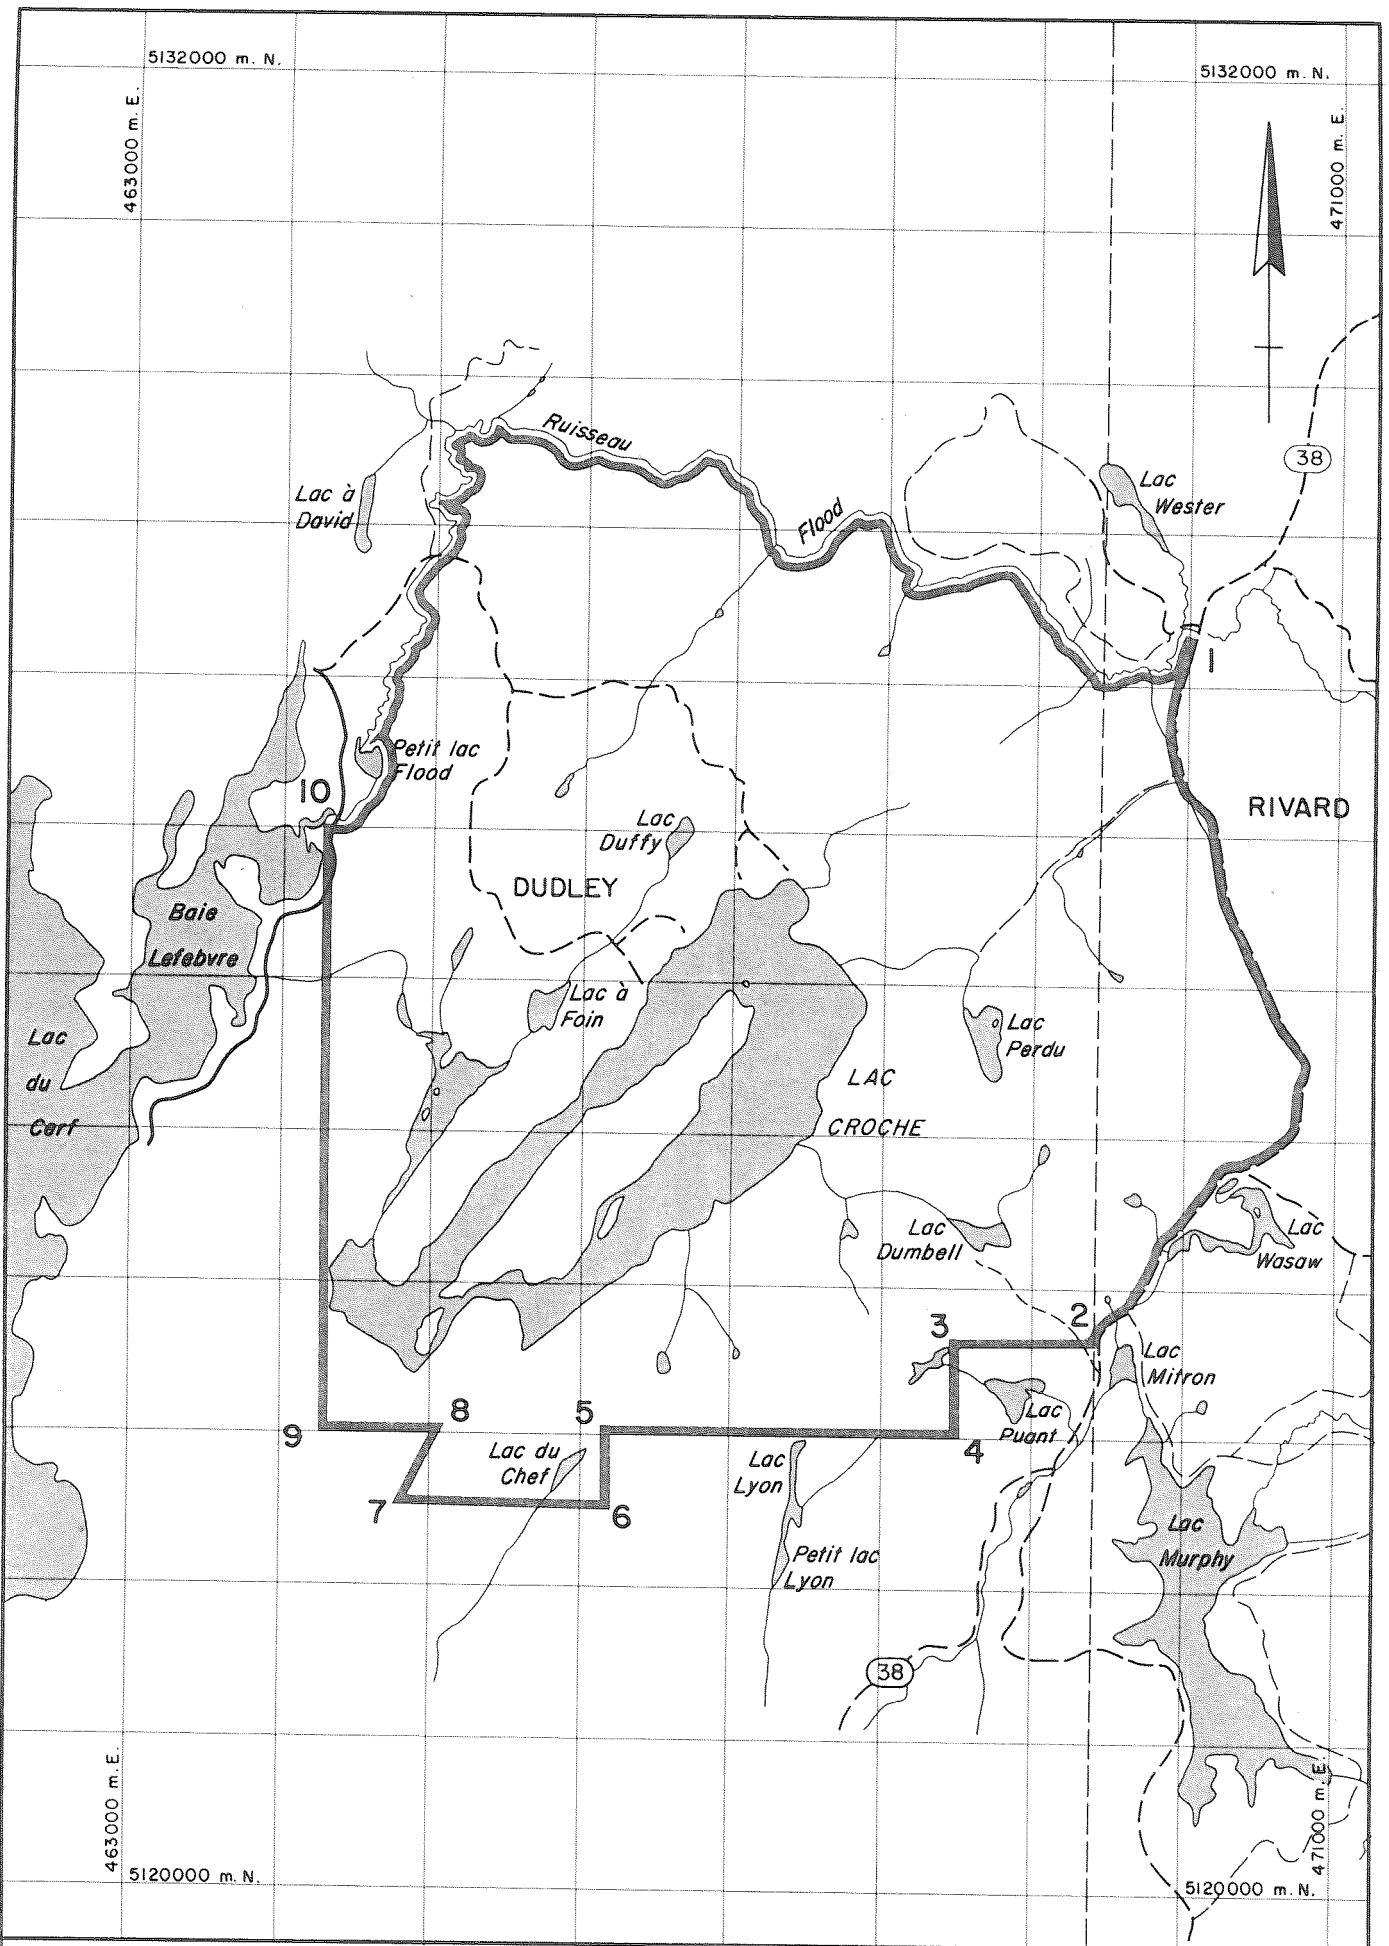 5132000 m. N.
5132000 m. N.
463000 m. E.
471000 m. E.
Ruisseau
38
Lac à
David
Lac
Wester
Flood
1
Petit lac
Flood
10
RIVARD
Lac
Duffy
DUDLEY
Baie
Lefebvre
Lac à
Foin
Lac
du
Cerf
Lac
Perdu
LAC
CROCHE
Lac
Dumbell
Lac
Wasaw
2
3
Lac
Mitron
8
5
9
Lac
Puant
4
Lac du
Chef
Lac
Lyon
7
6
Lac
Murphy
Petit lac
Lyon
38
463000 m. E.
471000 m. E.
5120000 m. N.
5120000 m. N.